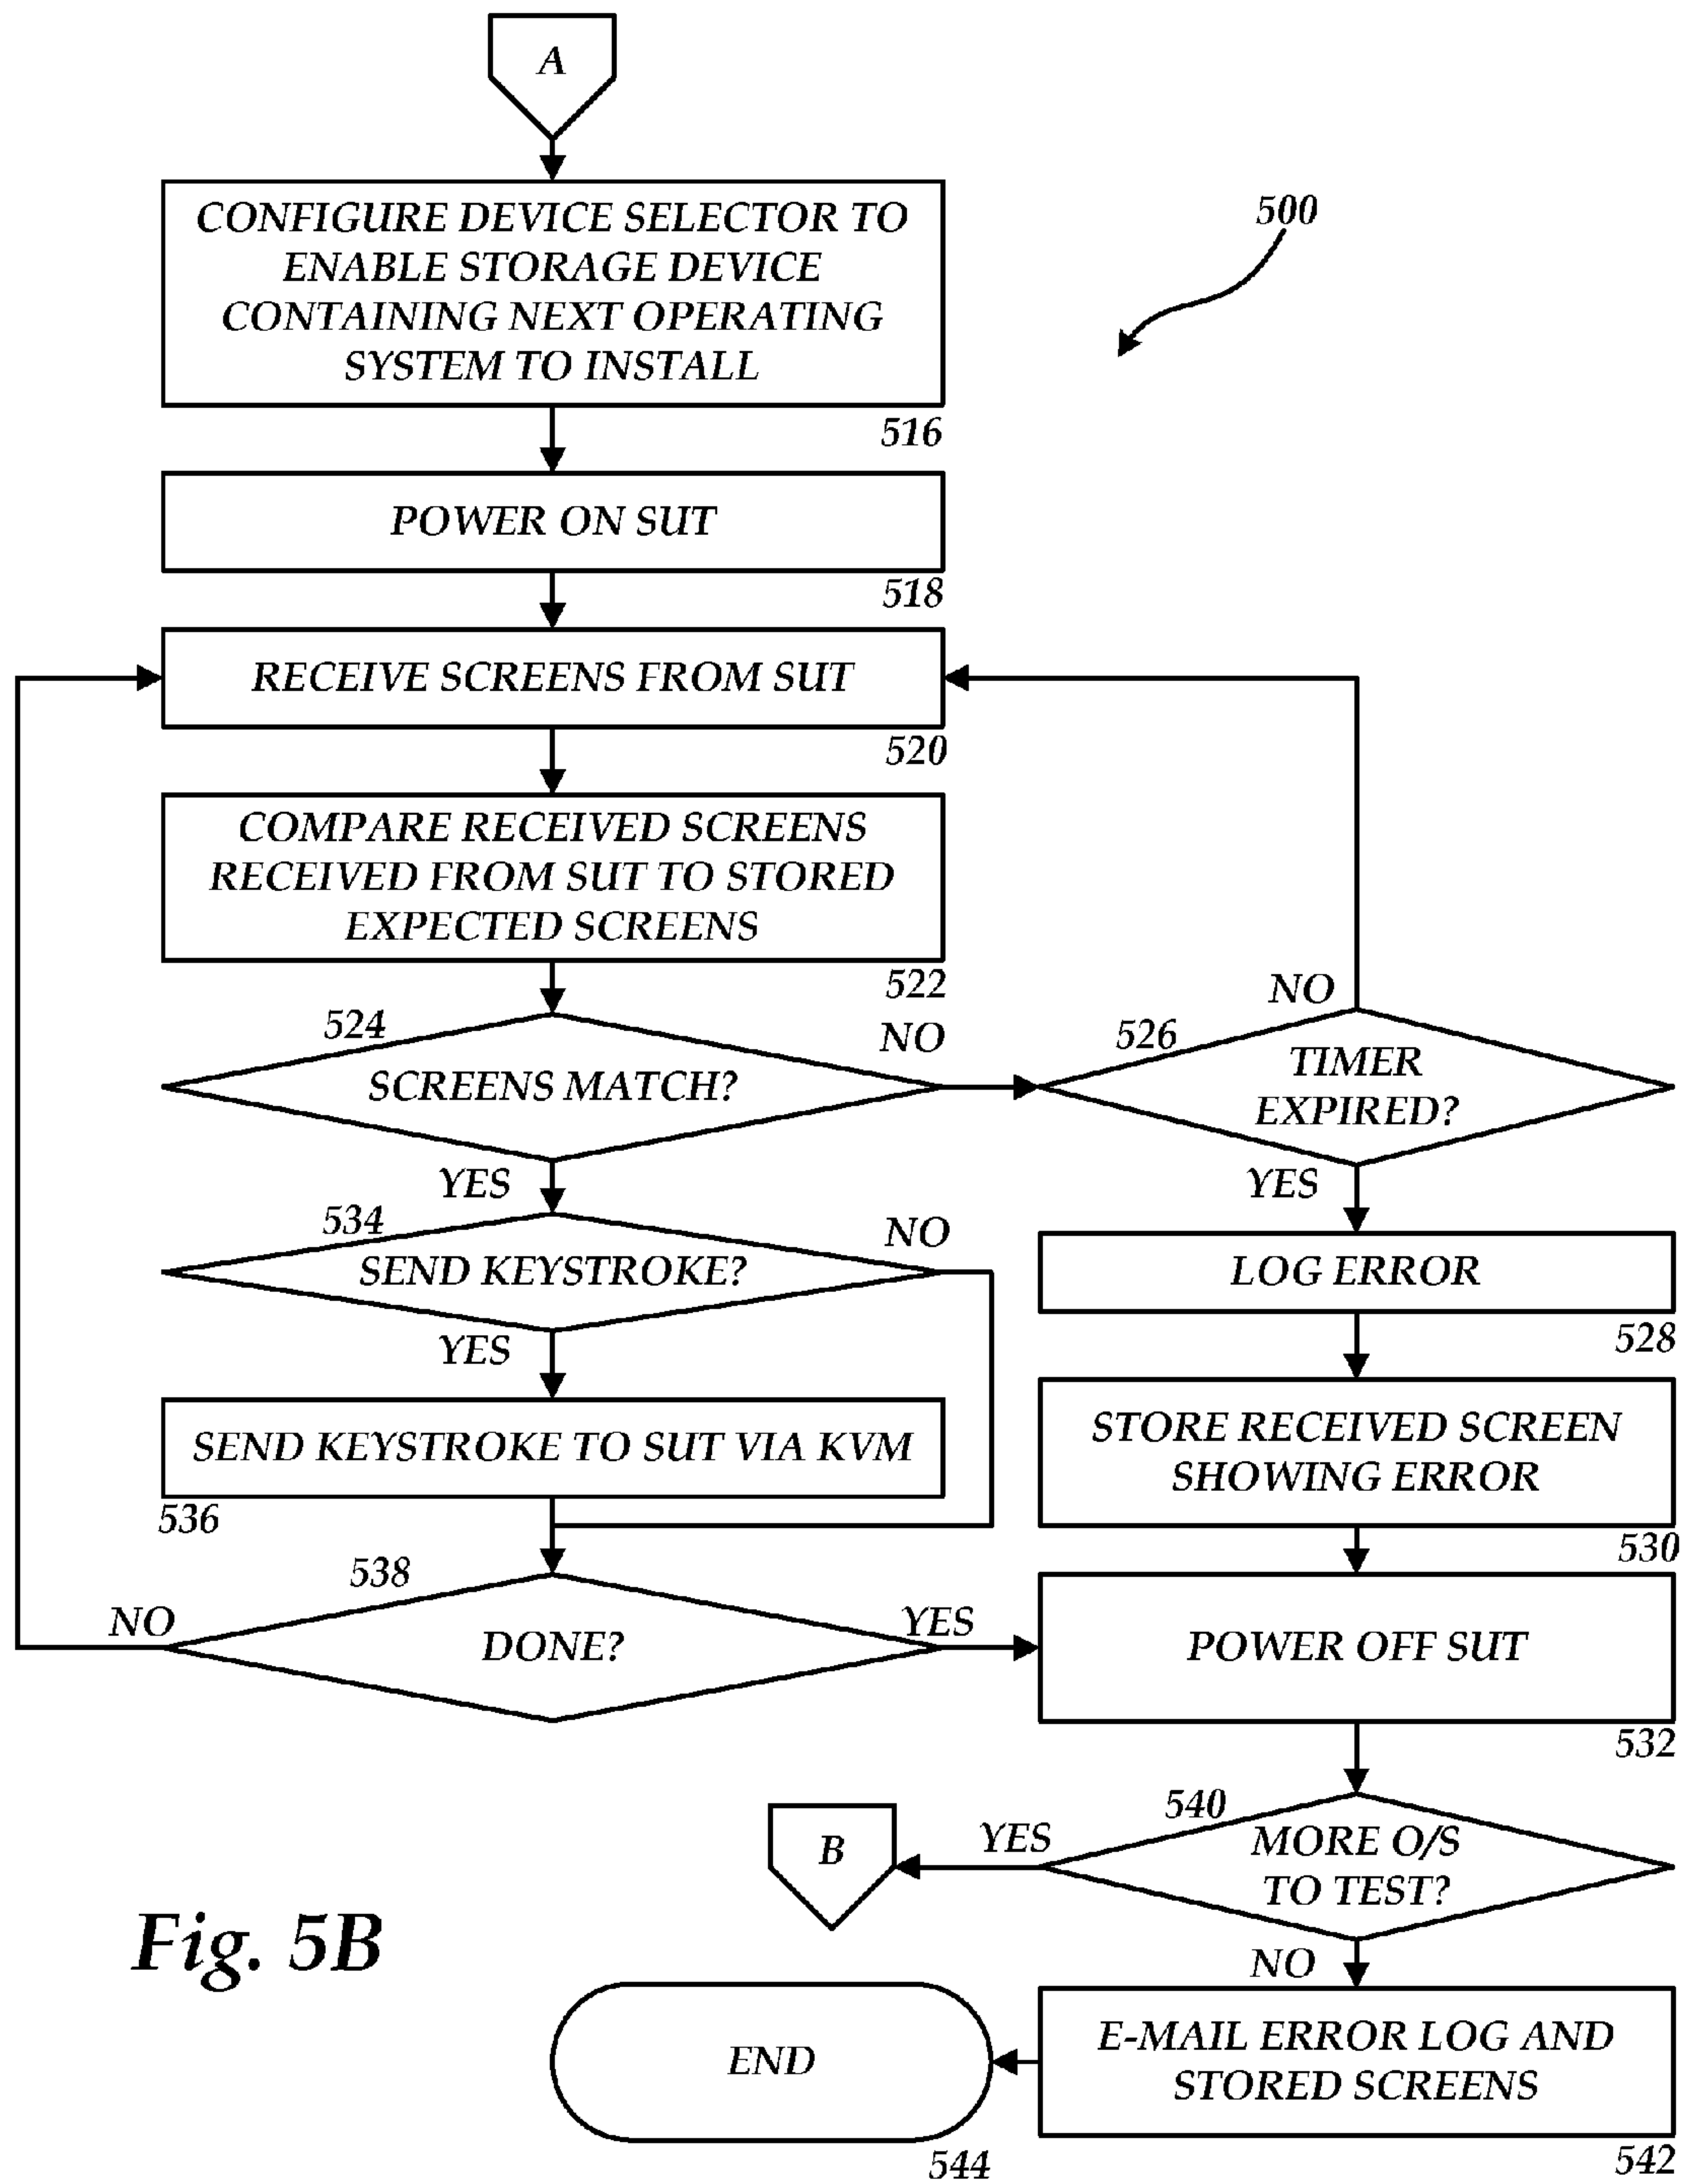 A
500
CONFIGURE DEVICE SELECTOR TO
ENABLE STORAGE DEVICE
CONTAINING NEXT OPERATING
SYSTEM TO INSTALL
516
POWER ON SUT
518
RECEIVE SCREENS FROM SUT
520
COMPARE RECEIVED SCREENS
RECEIVED FROM SUT TO STORED
EXPECTED SCREENS
522
524
SCREENS MATCH?
NO
YES
526
TIMER
EXPIRED?
NO
YES
534
SEND KEYSTROKE?
NO
YES
LOG ERROR
528
SEND KEYSTROKE TO SUT VIA KVM
536
STORE RECEIVED SCREEN
SHOWING ERROR
530
538
NO
DONE?
YES
POWER OFF SUT
532
540
MORE O/S
TO TEST?
YES
B
NO
Fig. 5B
E-MAIL ERROR LOG AND
STORED SCREENS
542
END
544